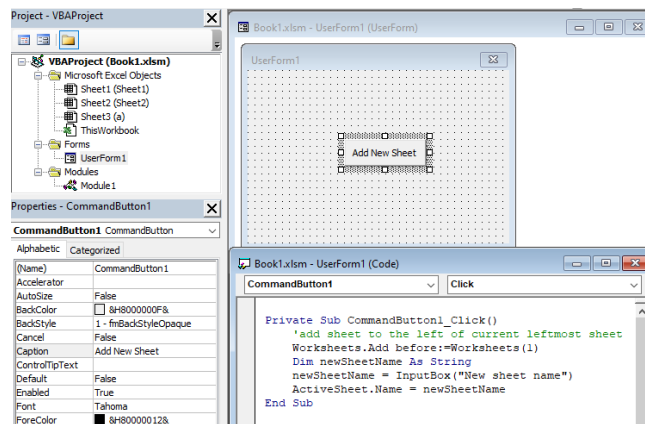 Project - VBAProject
VBAProject (Book1.xlsm)
Microsoft Excel Objects
Sheet1 (Sheet1)
Sheet2 (Sheet2)
Sheet3 (a)
ThisWorkbook
Forms
UserForm1
Modules
Module1
Properties - CommandButton1
CommandButton1 CommandButton
Alphabetic Categorized
(Name) CommandButton1
Accelerator
AutoSize False
BackColor &H8000000F&
BackStyle 1 - fmBackStyleOpaque
Cancel False
Caption Add New Sheet
ControlTipText
Default False
Enabled True
Font Tahoma
ForeColor &H80000012&
Book1.xlsm - UserForm1 (UserForm)
UserForm1
Add New Sheet
Book1.xlsm - UserForm1 (Code)
CommandButton1 Click
Private Sub CommandButton1_Click()
'add sheet to the left of current leftmost sheet
Worksheets.Add before:=Worksheets(1)
Dim newSheetName As String
newSheetName = InputBox("New sheet name")
ActiveSheet.Name = newSheetName
End Sub